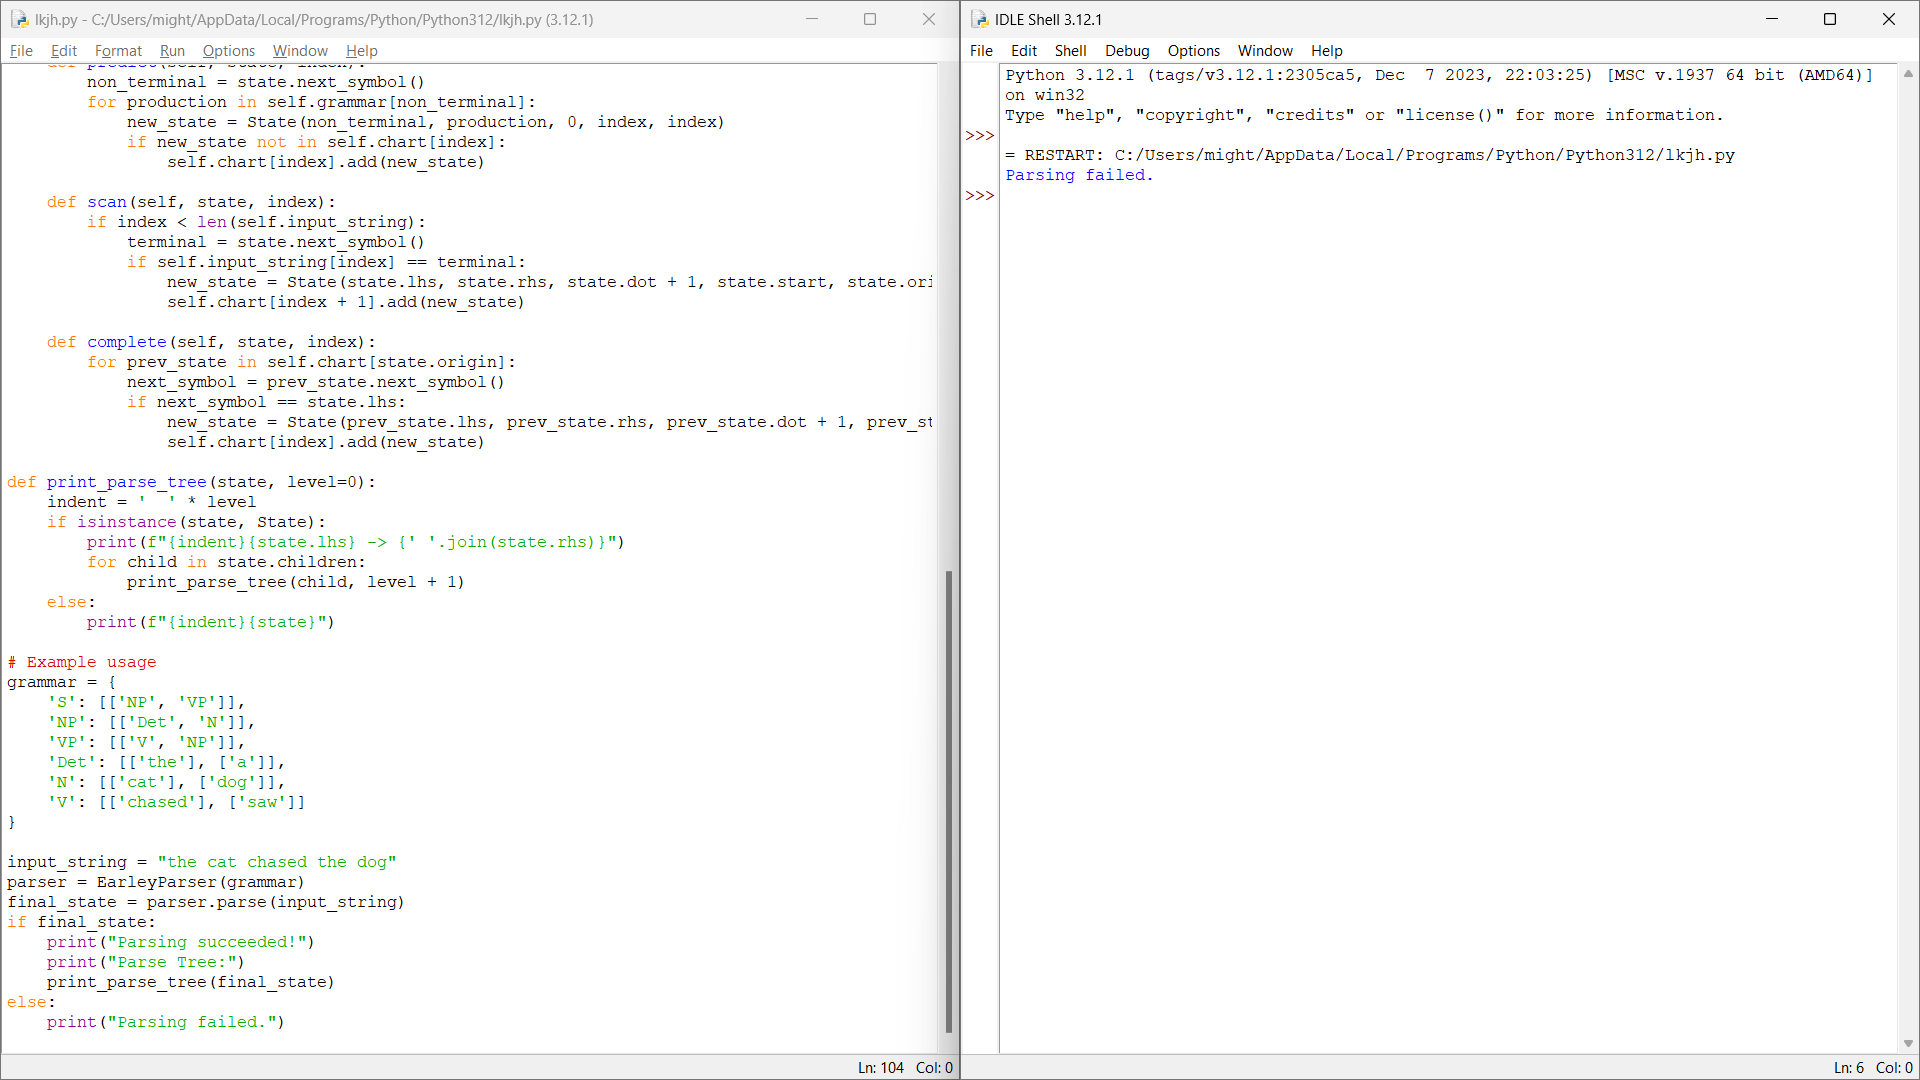 lkjh.py - C:/Users/might/AppData/Local/Programs/Python/Python312/lkjh.py (3.12.1)
File Edit Format Run Options Window Help
    def predict(self, state, index):
        non_terminal = state.next_symbol()
        for production in self.grammar[non_terminal]:
            new_state = State(non_terminal, production, 0, index, index)
            if new_state not in self.chart[index]:
                self.chart[index].add(new_state)
    def scan(self, state, index):
        if index < len(self.input_string):
            terminal = state.next_symbol()
            if self.input_string[index] == terminal:
                new_state = State(state.lhs, state.rhs, state.dot + 1, state.start, state.ori
                self.chart[index + 1].add(new_state)
    def complete(self, state, index):
        for prev_state in self.chart[state.origin]:
            next_symbol = prev_state.next_symbol()
            if next_symbol == state.lhs:
                new_state = State(prev_state.lhs, prev_state.rhs, prev_state.dot + 1, prev_st
                self.chart[index].add(new_state)
def print_parse_tree(state, level=0):
    indent = '  ' * level
    if isinstance(state, State):
        print(f"{indent}{state.lhs} -> {' '.join(state.rhs)}")
        for child in state.children:
            print_parse_tree(child, level + 1)
    else:
        print(f"{indent}{state}")
# Example usage
grammar = {
    'S': [['NP', 'VP']],
    'NP': [['Det', 'N']],
    'VP': [['V', 'NP']],
    'Det': [['the'], ['a']],
    'N': [['cat'], ['dog']],
    'V': [['chased'], ['saw']]
}
input_string = "the cat chased the dog"
parser = EarleyParser(grammar)
final_state = parser.parse(input_string)
if final_state:
    print("Parsing succeeded!")
    print("Parse Tree:")
    print_parse_tree(final_state)
else:
    print("Parsing failed.")
Ln: 104 Col: 0
IDLE Shell 3.12.1
File Edit Shell Debug Options Window Help
Python 3.12.1 (tags/v3.12.1:2305ca5, Dec  7 2023, 22:03:25) [MSC v.1937 64 bit (AMD64)]
on win32
Type "help", "copyright", "credits" or "license()" for more information.
>>>
= RESTART: C:/Users/might/AppData/Local/Programs/Python/Python312/lkjh.py
Parsing failed.
>>>
Ln: 6 Col: 0